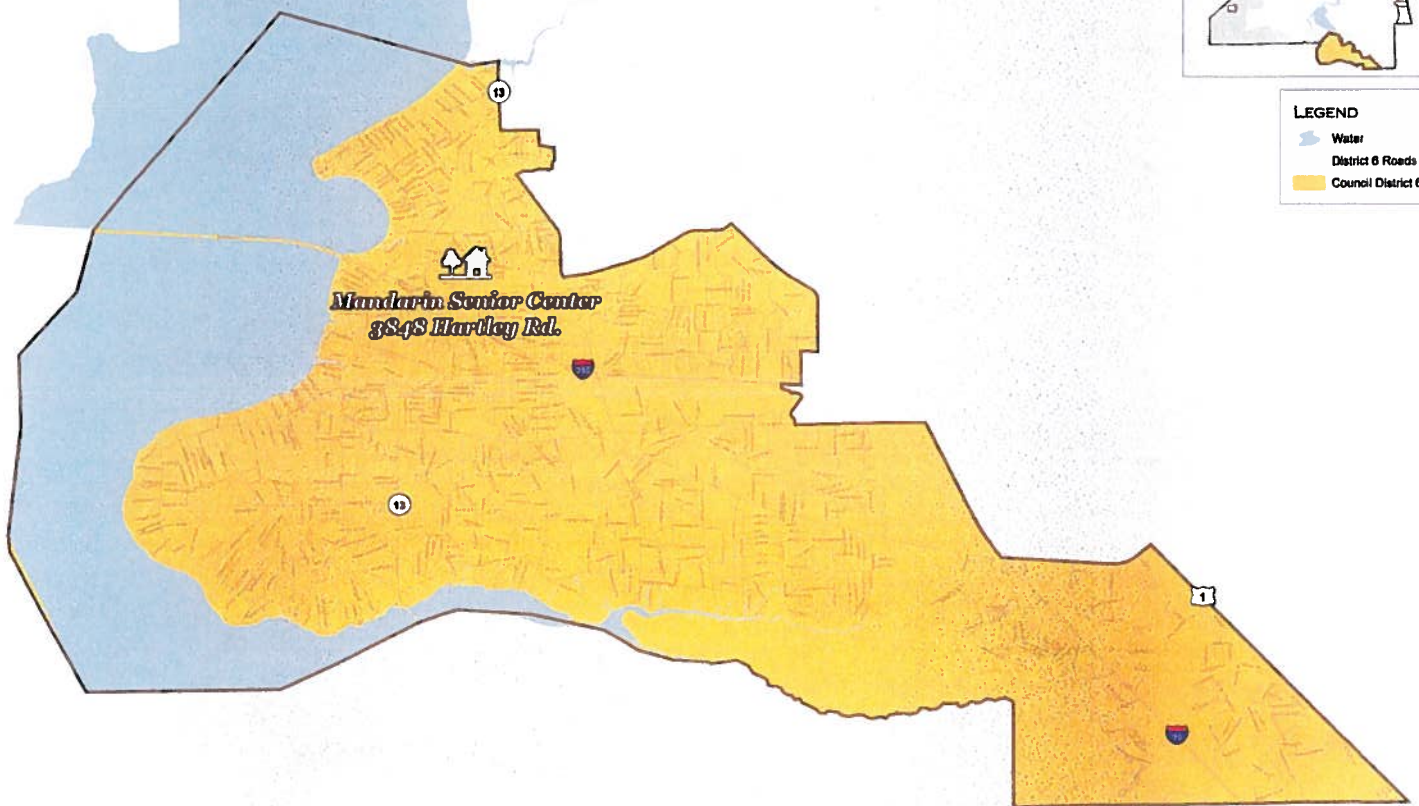 13
LEGEND
Water
District 6 Roads
Council District 6
Mandarin Senior Center
3848 Hartley Rd.
295
13
1
95